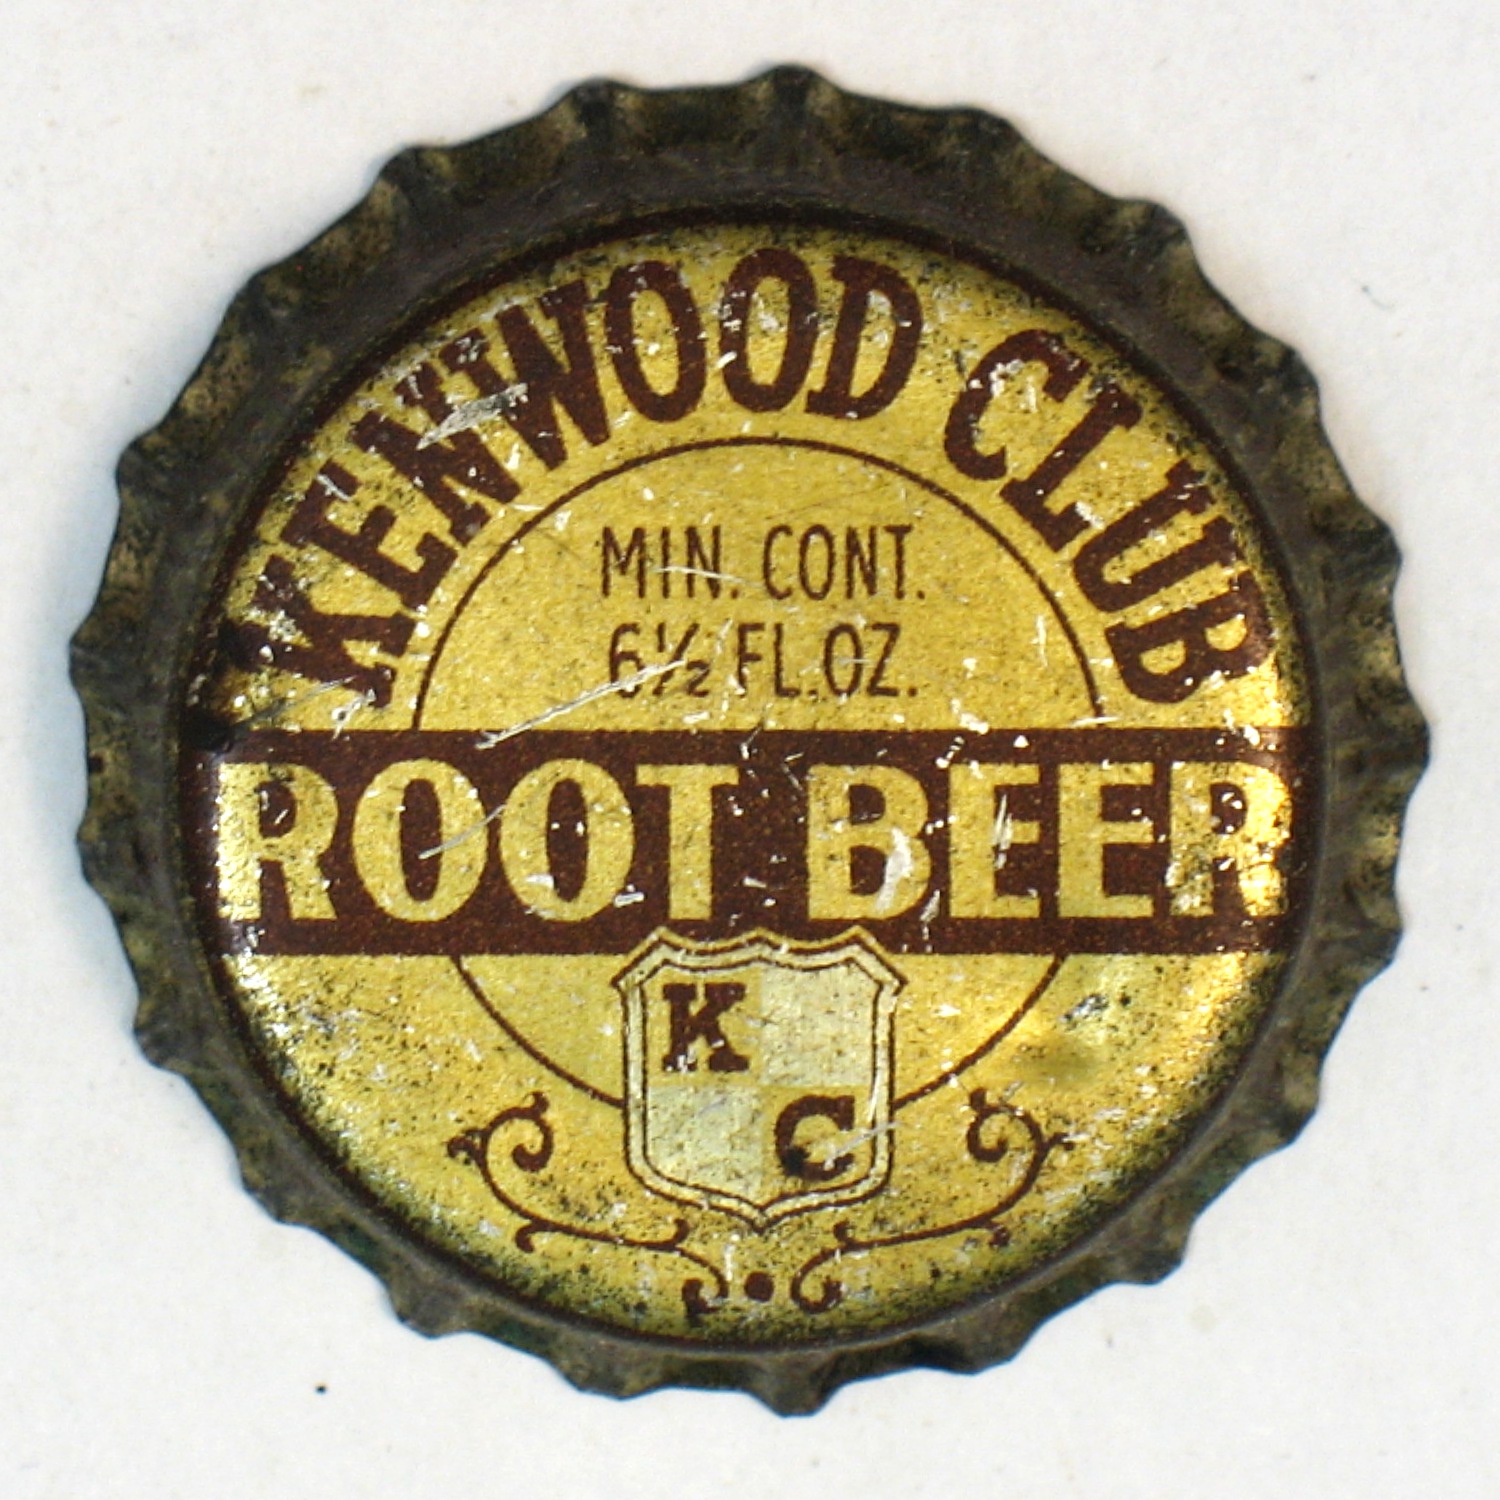 KENWOOD CLUB
MIN. CONT.
6½ FL.OZ.
ROOT BEER
K
C